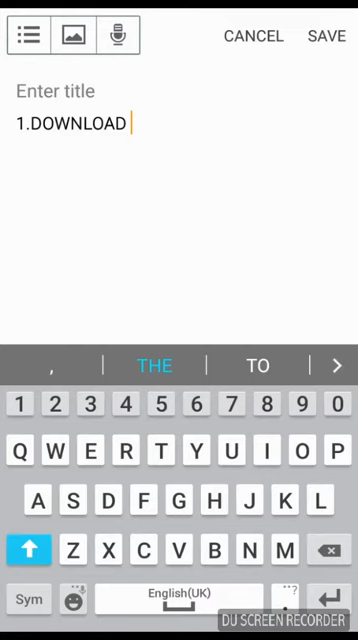 CANCEL SAVE
Enter title
1.DOWNLOAD
, THE TO >
1 2 3 4 5 6 7 8 9 0
Q W E R T Y U I O P
A S D F G H J K L
Z X C V B N M
Sym English(UK) . ?
DU SCREEN RECORDER